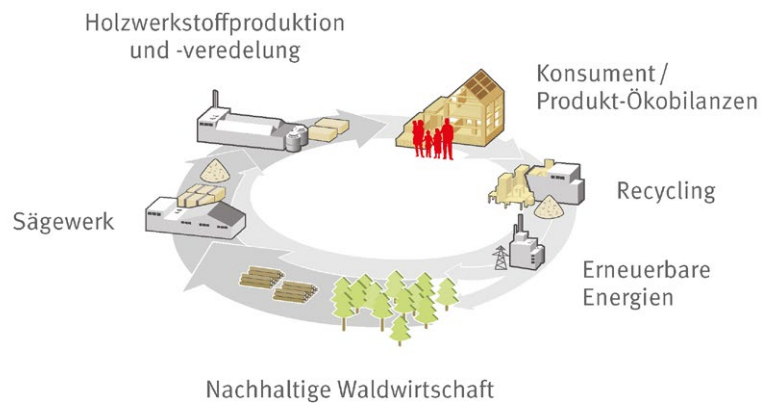 Holzwerkstoffproduktion
und -veredelung
Konsument /
Produkt-Ökobilanzen
Recycling
Sägewerk
Erneuerbare
Energien
Nachhaltige Waldwirtschaft